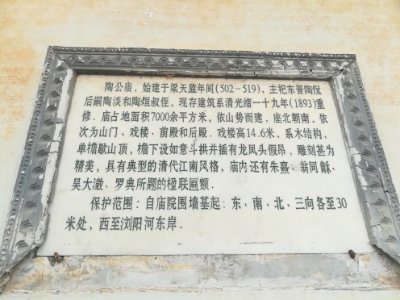 陶公庙，始建于梁天监年间(502-519)，主祀东晋陶侃
后嗣陶淡和陶烜叔侄，现存建筑系清光绪一十九年(1893)重
修。庙占地面积7000余平方米，依山势而建，座北朝南，依
次为山门、戏楼、前殿和后殿。戏楼高14.6米，系木结构，
单檐歇山顶，檐下设如意斗拱并插有龙凤头假昂，雕刻甚为
精美，具有典型的清代江南风格，庙内还有朱熹、翁同龢、
吴大澂、罗典所题的楹联匾额。
保护范围：自庙院围墙基起：东、南、北、三向各至30
米处，西至浏阳河东岸。